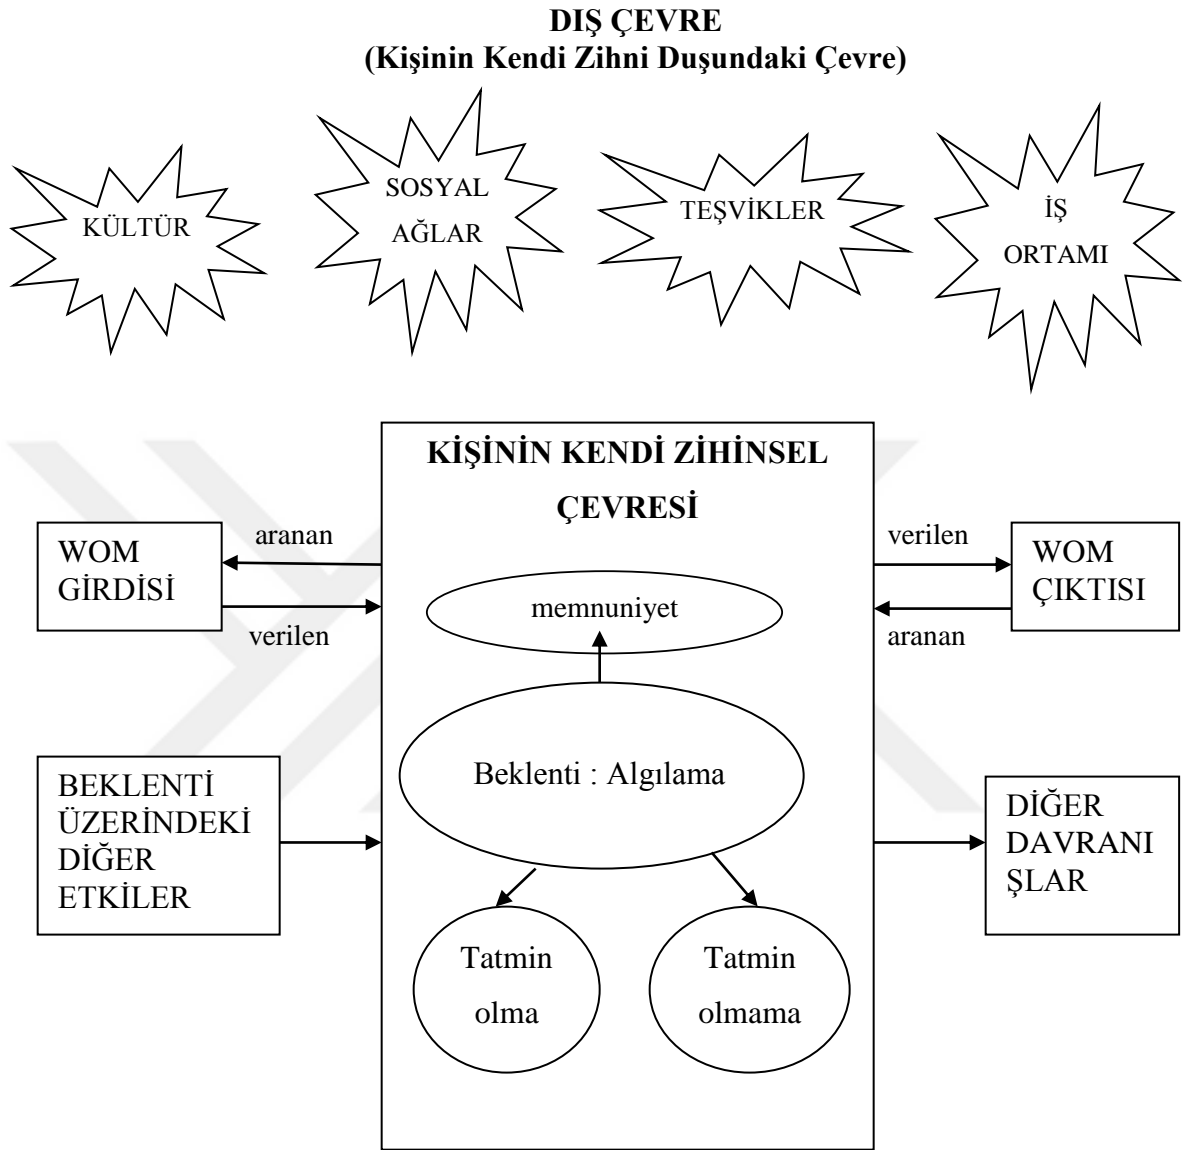 DIŞ ÇEVRE
(Kişinin Kendi Zihni Duşundaki Çevre)
KÜLTÜR
SOSYAL
AĞLAR
TEŞVİKLER
İŞ
ORTAMI
KİŞİNİN KENDİ ZİHİNSEL
ÇEVRESİ
WOM
GİRDİSİ
aranan
verilen
memnuniyet
verilen
aranan
WOM
ÇIKTISI
BEKLENTİ
ÜZERİNDEKİ
DİĞER
ETKİLER
Beklenti : Algılama
DİĞER
DAVRANI
ŞLAR
Tatmin
olma
Tatmin
olmama